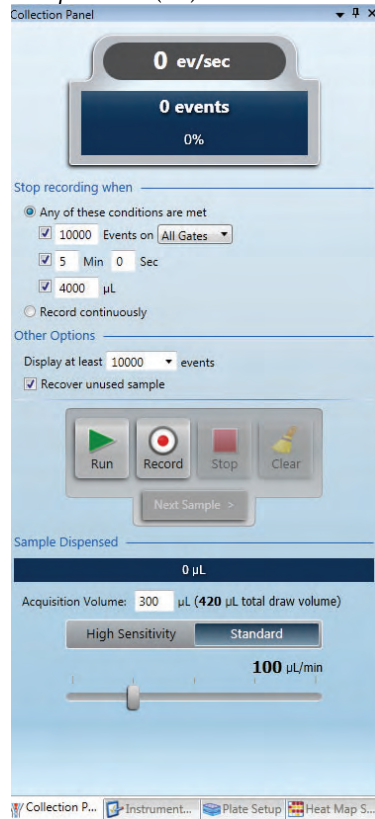 Collection Panel
0 ev/sec
0 events
0%
Stop recording when
Any of these conditions are met
10000 Events on All Gates
5 Min 0 Sec
4000 µL
Record continuously
Other Options
Display at least 10000 events
Recover unused sample
Run Record Stop Clear
Next Sample >
Sample Dispensed
0 µL
Acquisition Volume: 300 µL (420 µL total draw volume)
High Sensitivity Standard
100 µL/min
Collection P... Instrument... Plate Setup Heat Map S...